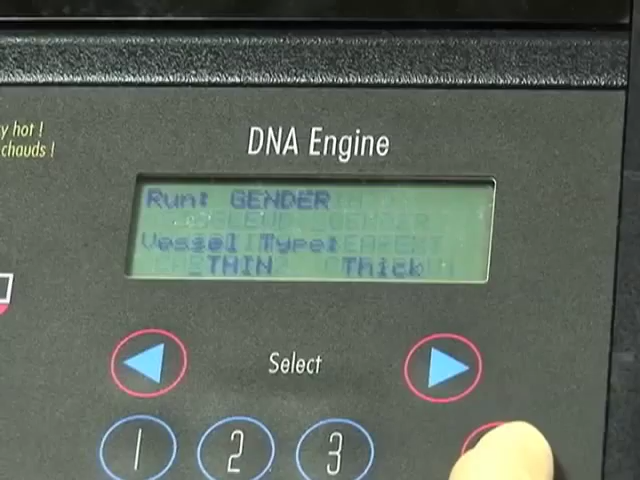 y hot !
chauds !
DNA Engine
Run: GENDER
Vessel Type:
THIN Thick
Select
1 2 3